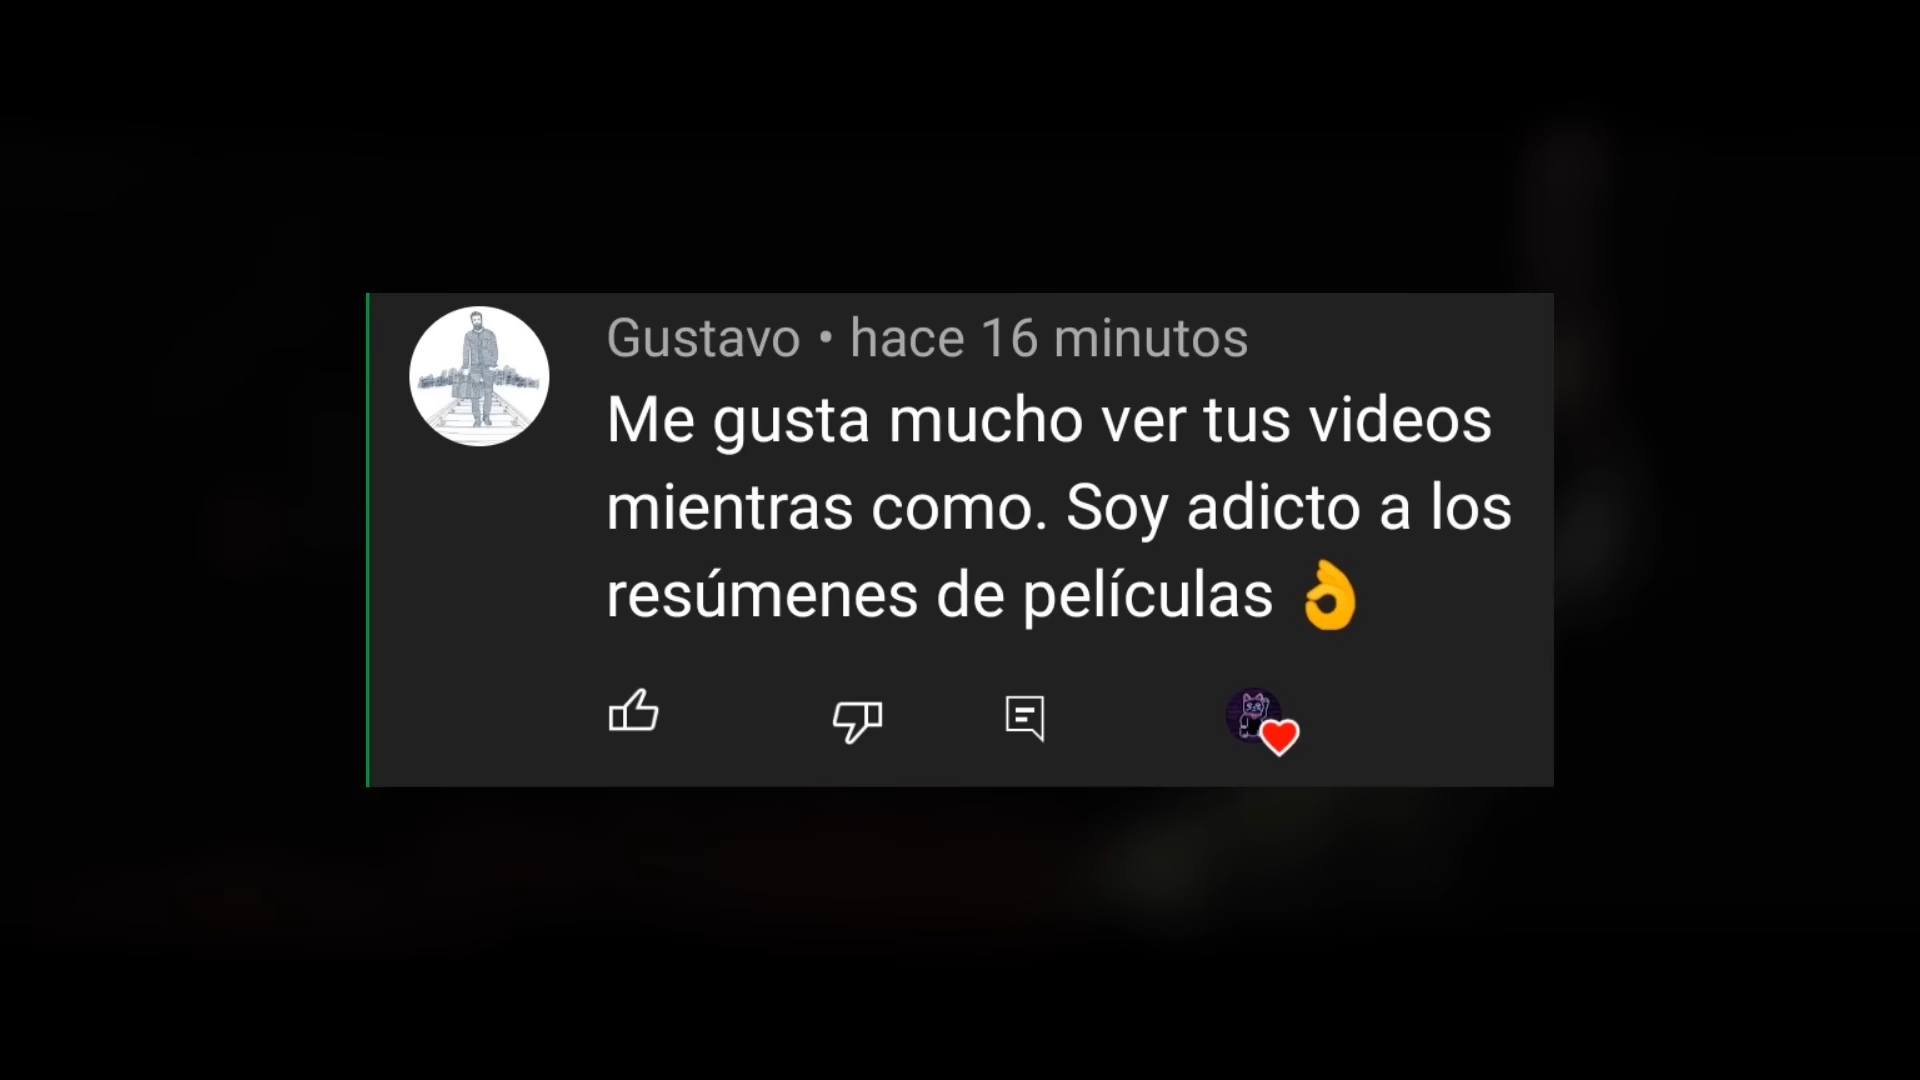 Gustavo • hace 16 minutos
Me gusta mucho ver tus videos
mientras como. Soy adicto a los
resúmenes de películas 👌